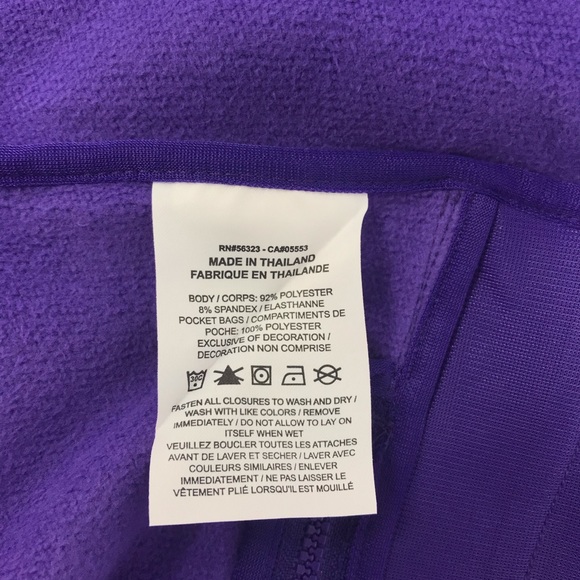 RN#56323 - CA#05553
MADE IN THAILAND
FABRIQUE EN THAILANDE
BODY / CORPS: 92% POLYESTER
8% SPANDEX / ELASTHANNE
POCKET BAGS / COMPARTIMENTS DE
POCHE: 100% POLYESTER
EXCLUSIVE OF DECORATION /
DECORATION NON COMPRISE
30C
FASTEN ALL CLOSURES TO WASH AND DRY /
WASH WITH LIKE COLORS / REMOVE
IMMEDIATELY / DO NOT ALLOW TO LAY ON
ITSELF WHEN WET
VEUILLEZ BOUCLER TOUTES LES ATTACHES
AVANT DE LAVER ET SECHER / LAVER AVEC
COULEURS SIMILAIRES / ENLEVER
IMMÉDIATEMENT / NE PAS LAISSER LE
VÊTEMENT PLIÉ LORSQU'IL EST MOUILLÉ